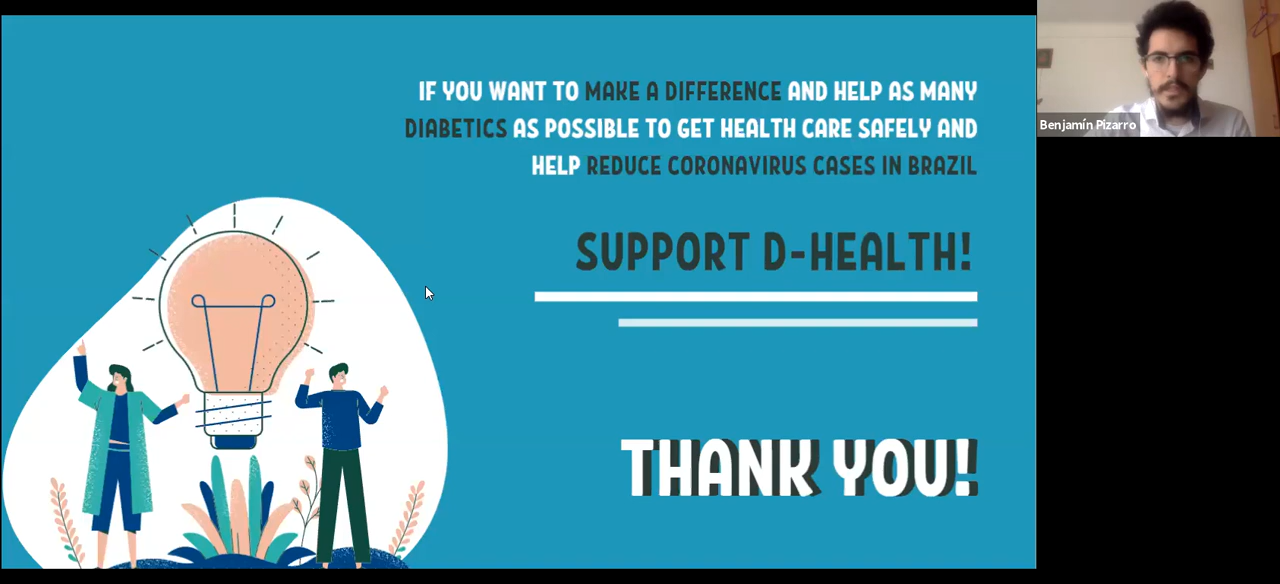 IF YOU WANT TO MAKE A DIFFERENCE AND HELP AS MANY
DIABETICS AS POSSIBLE TO GET HEALTH CARE SAFELY AND
HELP REDUCE CORONAVIRUS CASES IN BRAZIL
SUPPORT D-HEALTH!
THANK YOU!
Benjamín Pizarro